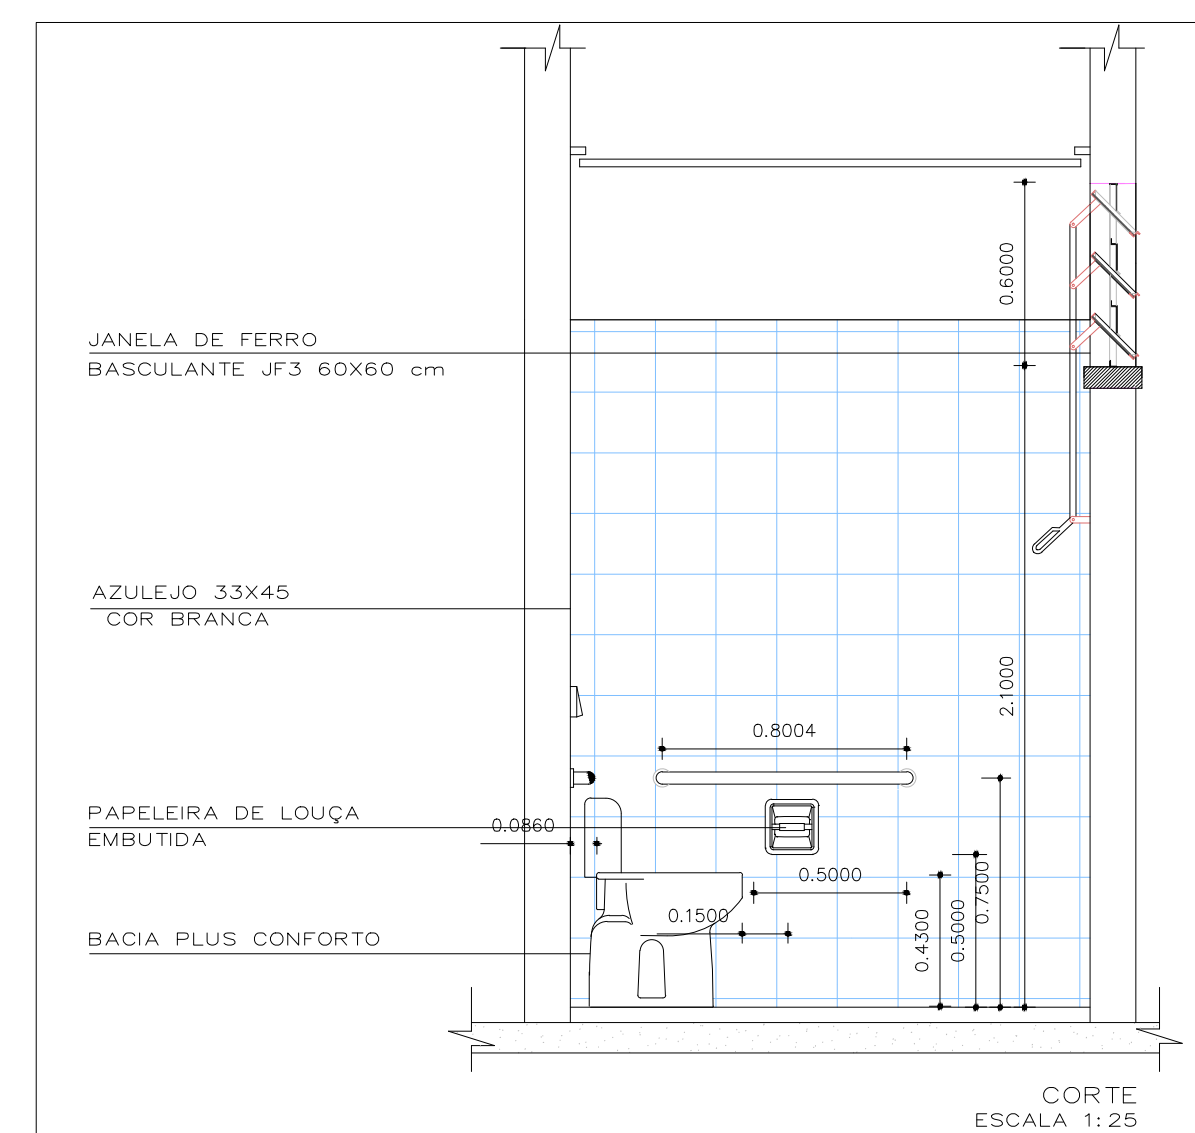 0.6000
JANELA DE FERRO
BASCULANTE JF3 60X60 cm
AZULEJO 33X45
COR BRANCA
2.1000
0.8004
PAPELEIRA DE LOUÇA
EMBUTIDA
0.0860
0.5000
0.7500
0.1500
0.4300
0.5000
BACIA PLUS CONFORTO
CORTE
ESCALA 1:25